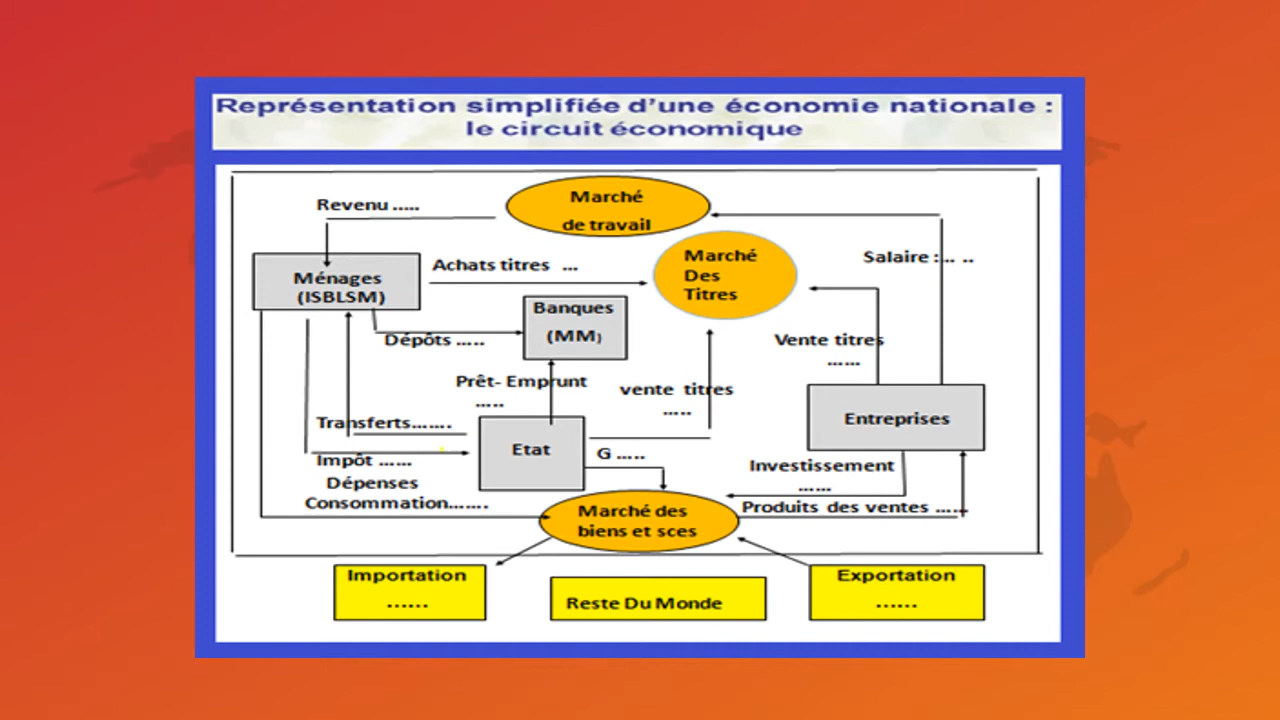 Représentation simplifiée d'une économie nationale :
le circuit économique
Marché
de travail
Revenu .....
Marché
Des
Titres
Salaire :.. ..
Ménages
(ISBLSM)
Achats titres ...
Banques
(MM)
Dépôts .....
Vente titres
......
Prêt- Emprunt
.....
vente titres
.....
Entreprises
Transferts.......
Etat
G .....
Impôt ......
Investissement
......
Dépenses
Consommation.......
Marché des
biens et sces
Produits des ventes .....
Importation
......
Reste Du Monde
Exportation
......